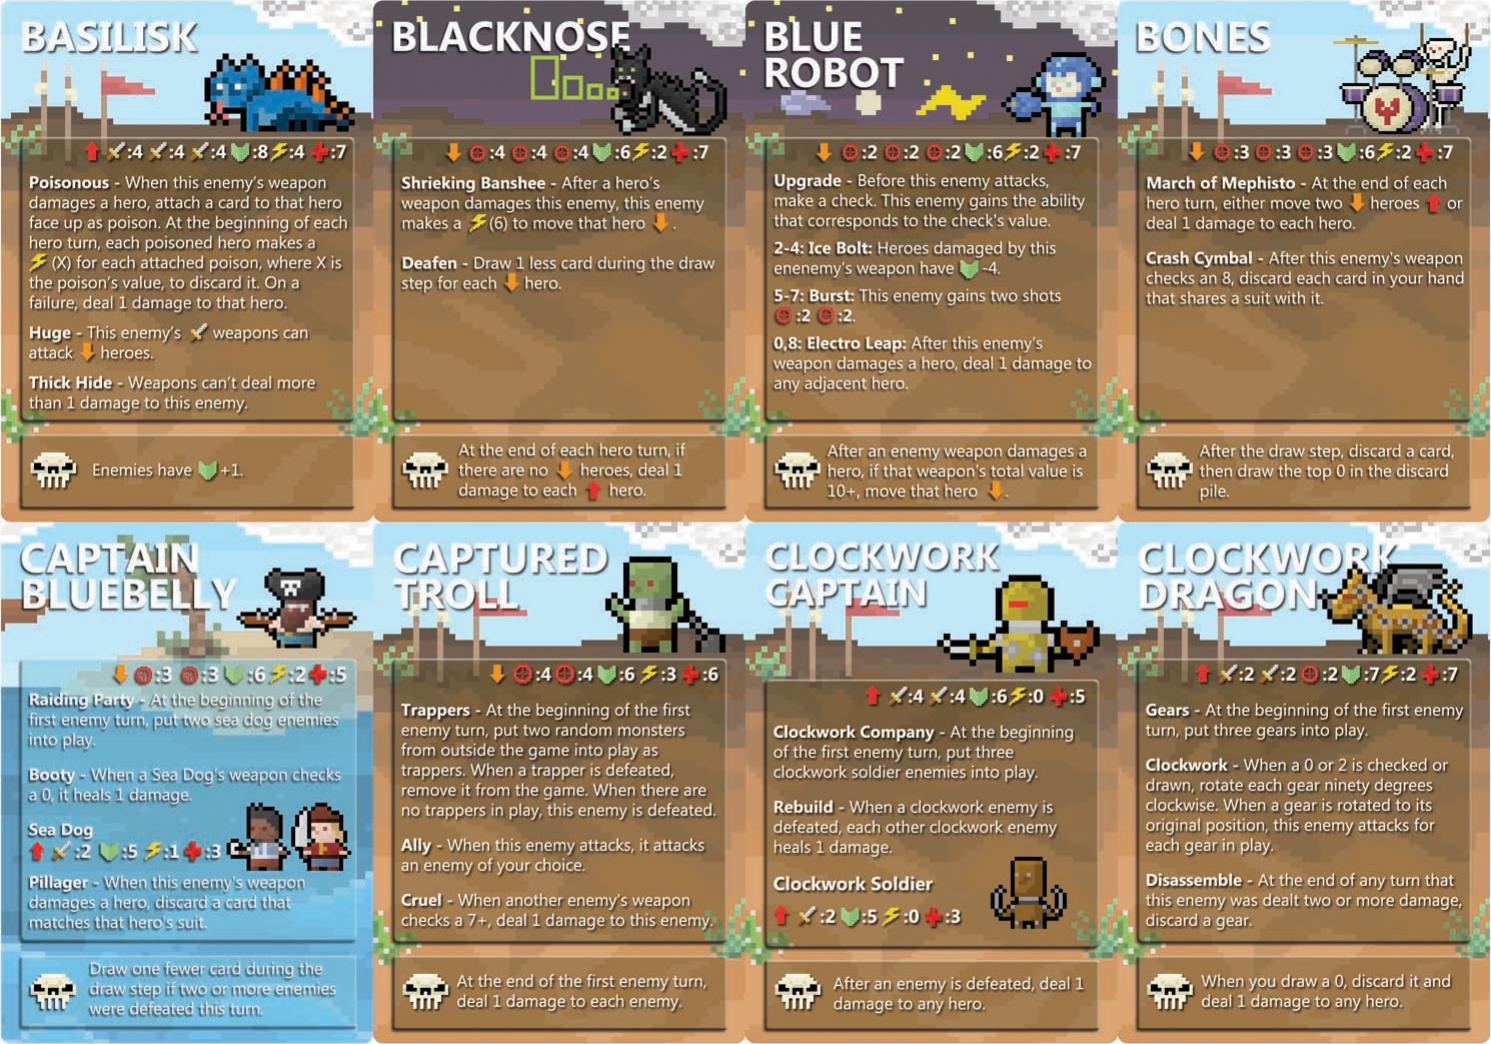 BASILISK
:4 :4 :4 :8 :4 :7
Poisonous - When this enemy's weapon
damages a hero, attach a card to that hero
face up as poison. At the beginning of each
hero turn, each poisoned hero makes a
(X) for each attached poison, where X is
the poison's value, to discard it. On a
failure, deal 1 damage to that hero.
Huge - This enemy's weapons can
attack heroes.
Thick Hide - Weapons can't deal more
than 1 damage to this enemy.
Enemies have +1.
BLACKNOSE
:4 :4 :4 :6 :2 :7
Shrieking Banshee - After a hero's
weapon damages this enemy, this enemy
makes a (6) to move that hero .
Deafen - Draw 1 less card during the draw
step for each hero.
At the end of each hero turn, if
there are no heroes, deal 1
damage to each hero.
BLUE
ROBOT
:2 :2 :2 :6 :2 :7
Upgrade - Before this enemy attacks,
make a check. This enemy gains the ability
that corresponds to the check's value.
2-4: Ice Bolt: Heroes damaged by this
enenemy's weapon have -4.
5-7: Burst: This enemy gains two shots
:2 :2.
0,8: Electro Leap: After this enemy's
weapon damages a hero, deal 1 damage to
any adjacent hero.
After an enemy weapon damages a
hero, if that weapon's total value is
10+, move that hero .
BONES
:3 :3 :3 :6 :2 :7
March of Mephisto - At the end of each
hero turn, either move two heroes or
deal 1 damage to each hero.
Crash Cymbal - After this enemy's weapon
checks an 8, discard each card in your hand
that shares a suit with it.
After the draw step, discard a card,
then draw the top 0 in the discard
pile.
CAPTAIN
BLUEBELLY
:3 :3 :6 :2 :5
Raiding Party - At the beginning of the
first enemy turn, put two sea dog enemies
into play.
Booty - When a Sea Dog's weapon checks
a 0, it heals 1 damage.
Sea Dog
:2 :5 :1 :3
Pillager - When this enemy's weapon
damages a hero, discard a card that
matches that hero's suit.
Draw one fewer card during the
draw step if two or more enemies
were defeated this turn.
CAPTURED
TROLL
:4 :4 :6 :3 :6
Trappers - At the beginning of the first
enemy turn, put two random monsters
from outside the game into play as
trappers. When a trapper is defeated,
remove it from the game. When there are
no trappers in play, this enemy is defeated.
Ally - When this enemy attacks, it attacks
an enemy of your choice.
Cruel - When another enemy's weapon
checks a 7+, deal 1 damage to this enemy.
At the end of the first enemy turn,
deal 1 damage to each enemy.
CLOCKWORK
CAPTAIN
:4 :4 :6 :0 :5
Clockwork Company - At the beginning
of the first enemy turn, put three
clockwork soldier enemies into play.
Rebuild - When a clockwork enemy is
defeated, each other clockwork enemy
heals 1 damage.
Clockwork Soldier
:2 :5 :0 :3
After an enemy is defeated, deal 1
damage to any hero.
CLOCKWORK
DRAGON
:2 :2 :2 :7 :2 :7
Gears - At the beginning of the first enemy
turn, put three gears into play.
Clockwork - When a 0 or 2 is checked or
drawn, rotate each gear ninety degrees
clockwise. When a gear is rotated to its
original position, this enemy attacks for
each gear in play.
Disassemble - At the end of any turn that
this enemy was dealt two or more damage,
discard a gear.
When you draw a 0, discard it and
deal 1 damage to any hero.